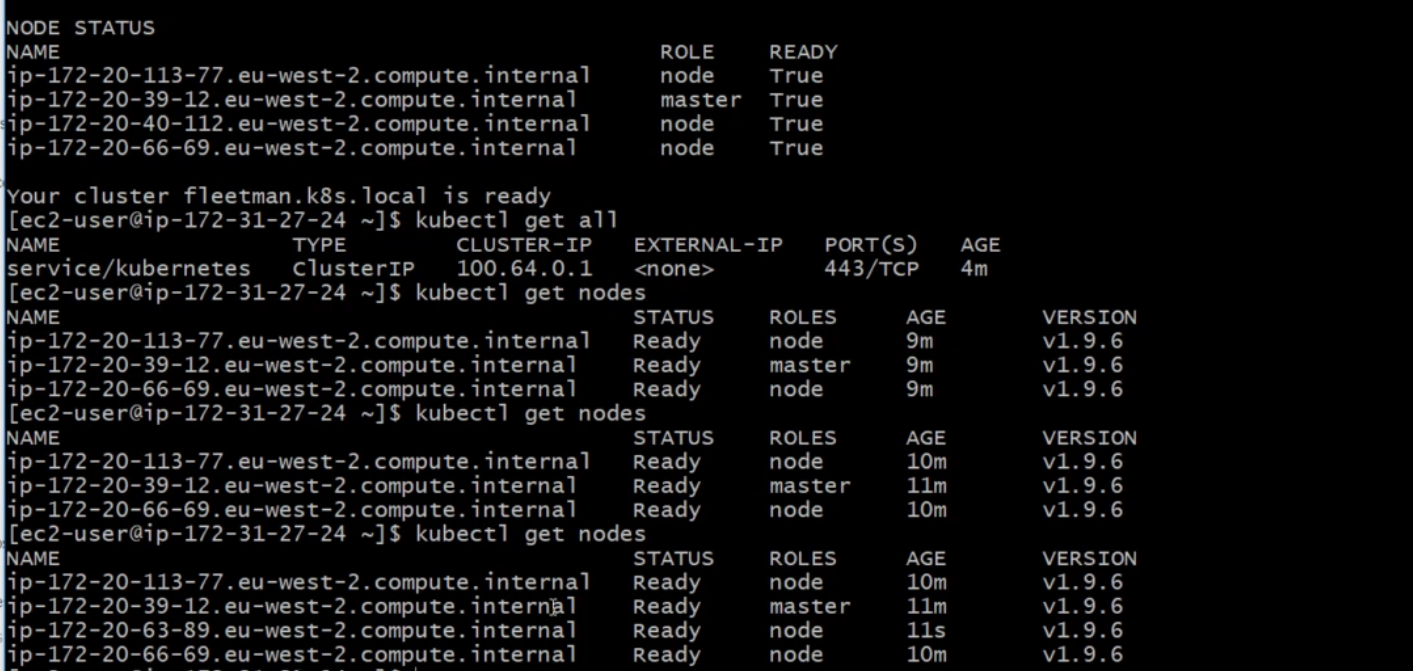 NODE STATUS
NAME ROLE READY
ip-172-20-113-77.eu-west-2.compute.internal node True
ip-172-20-39-12.eu-west-2.compute.internal master True
ip-172-20-40-112.eu-west-2.compute.internal node True
ip-172-20-66-69.eu-west-2.compute.internal node True
Your cluster fleetman.k8s.local is ready
[ec2-user@ip-172-31-27-24 ~]$ kubectl get all
NAME TYPE CLUSTER-IP EXTERNAL-IP PORT(S) AGE
service/kubernetes ClusterIP 100.64.0.1 <none> 443/TCP 4m
[ec2-user@ip-172-31-27-24 ~]$ kubectl get nodes
NAME STATUS ROLES AGE VERSION
ip-172-20-113-77.eu-west-2.compute.internal Ready node 9m v1.9.6
ip-172-20-39-12.eu-west-2.compute.internal Ready master 9m v1.9.6
ip-172-20-66-69.eu-west-2.compute.internal Ready node 9m v1.9.6
[ec2-user@ip-172-31-27-24 ~]$ kubectl get nodes
NAME STATUS ROLES AGE VERSION
ip-172-20-113-77.eu-west-2.compute.internal Ready node 10m v1.9.6
ip-172-20-39-12.eu-west-2.compute.internal Ready master 11m v1.9.6
ip-172-20-66-69.eu-west-2.compute.internal Ready node 10m v1.9.6
[ec2-user@ip-172-31-27-24 ~]$ kubectl get nodes
NAME STATUS ROLES AGE VERSION
ip-172-20-113-77.eu-west-2.compute.internal Ready node 10m v1.9.6
ip-172-20-39-12.eu-west-2.compute.internal Ready master 11m v1.9.6
ip-172-20-63-89.eu-west-2.compute.internal Ready node 11s v1.9.6
ip-172-20-66-69.eu-west-2.compute.internal Ready node 10m v1.9.6